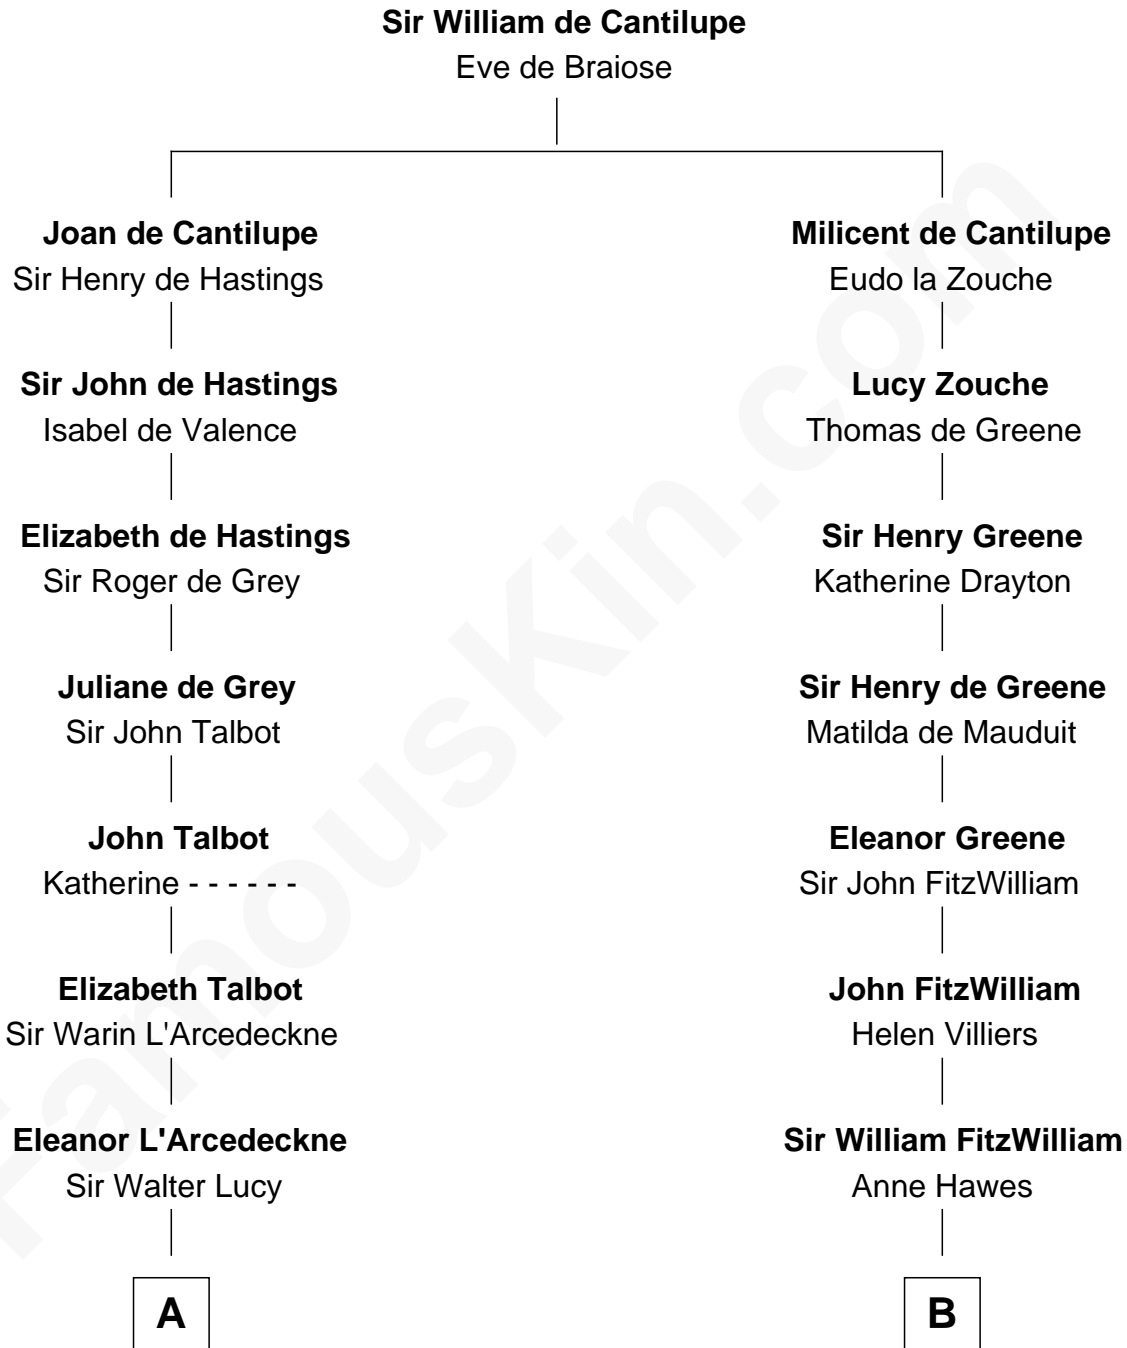 Sir William de Cantilupe
Eve de Braiose
Joan de Cantilupe
Sir Henry de Hastings
Milicent de Cantilupe
Eudo la Zouche
Sir John de Hastings
Isabel de Valence
Lucy Zouche
Thomas de Greene
Elizabeth de Hastings
Sir Roger de Grey
Sir Henry Greene
Katherine Drayton
Juliane de Grey
Sir John Talbot
Sir Henry de Greene
Matilda de Mauduit
John Talbot
Katherine - - - - - -
Eleanor Greene
Sir John FitzWilliam
Elizabeth Talbot
Sir Warin L'Arcedeckne
John FitzWilliam
Helen Villiers
Eleanor L'Arcedeckne
Sir Walter Lucy
Sir William FitzWilliam
Anne Hawes
A
B
FamousKin.com